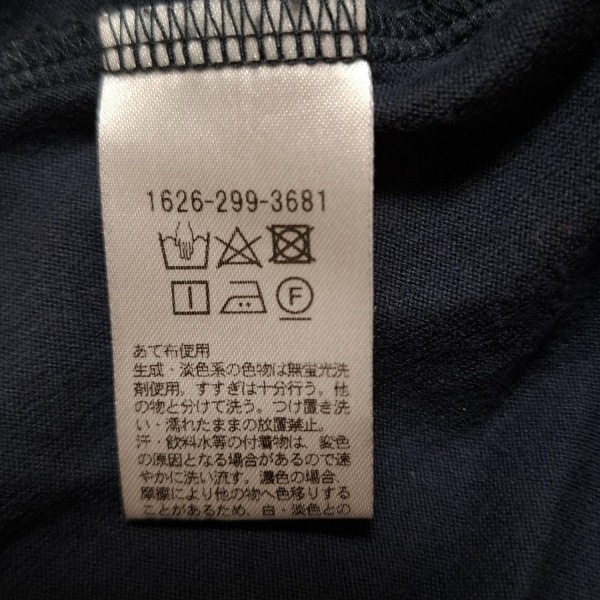 1626-299-3681
F
あて布使用
生成・淡色系の色物は無蛍光洗
剤使用。すすぎは十分行う。他
の物と分けて洗う。つけ置き洗
い・濡れたままの放置禁止。
汗・飲料水等の付着物は、変色
の原因となる場合があるので速
やかに洗い流す。濃色の場合、
摩擦により他の物へ色移りする
ことがあるため、白・淡色との